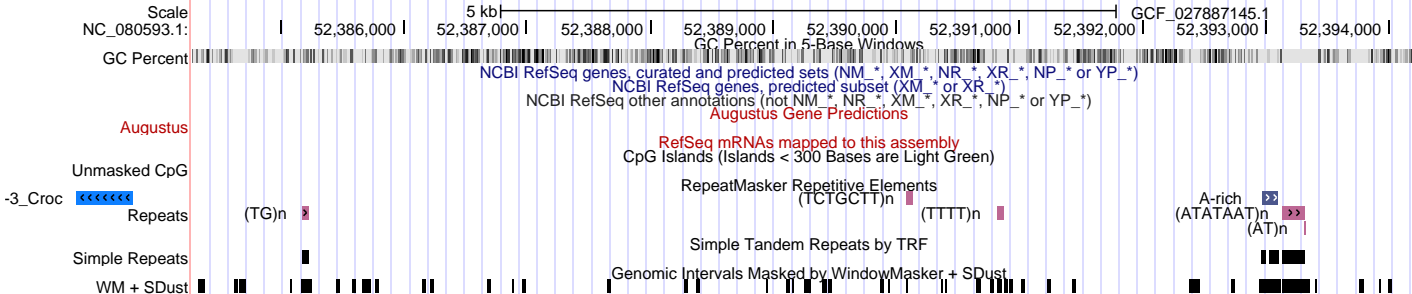 Scale 5 kb GCF_027887145.1
NC_080593.1: 52,386,000 52,387,000 52,388,000 52,389,000 52,390,000 52,391,000 52,392,000 52,393,000 52,394,000
GC Percent in 5-Base Windows
GC Percent
NCBI RefSeq genes, curated and predicted sets (NM_*, XM_*, NR_*, XR_*, NP_* or YP_*)
NCBI RefSeq genes, predicted subset (XM_* or XR_*)
NCBI RefSeq other annotations (not NM_*, NR_*, XM_*, XR_*, NP_* or YP_*)
Augustus Gene Predictions
Augustus
RefSeq mRNAs mapped to this assembly
CpG Islands (Islands < 300 Bases are Light Green)
Unmasked CpG
RepeatMasker Repetitive Elements
-3_Croc (TCTGCTT)n A-rich
Repeats (TG)n (TTTT)n (ATATAAT)n
(AT)n
Simple Tandem Repeats by TRF
Simple Repeats
Genomic Intervals Masked by WindowMasker + SDust
WM + SDust